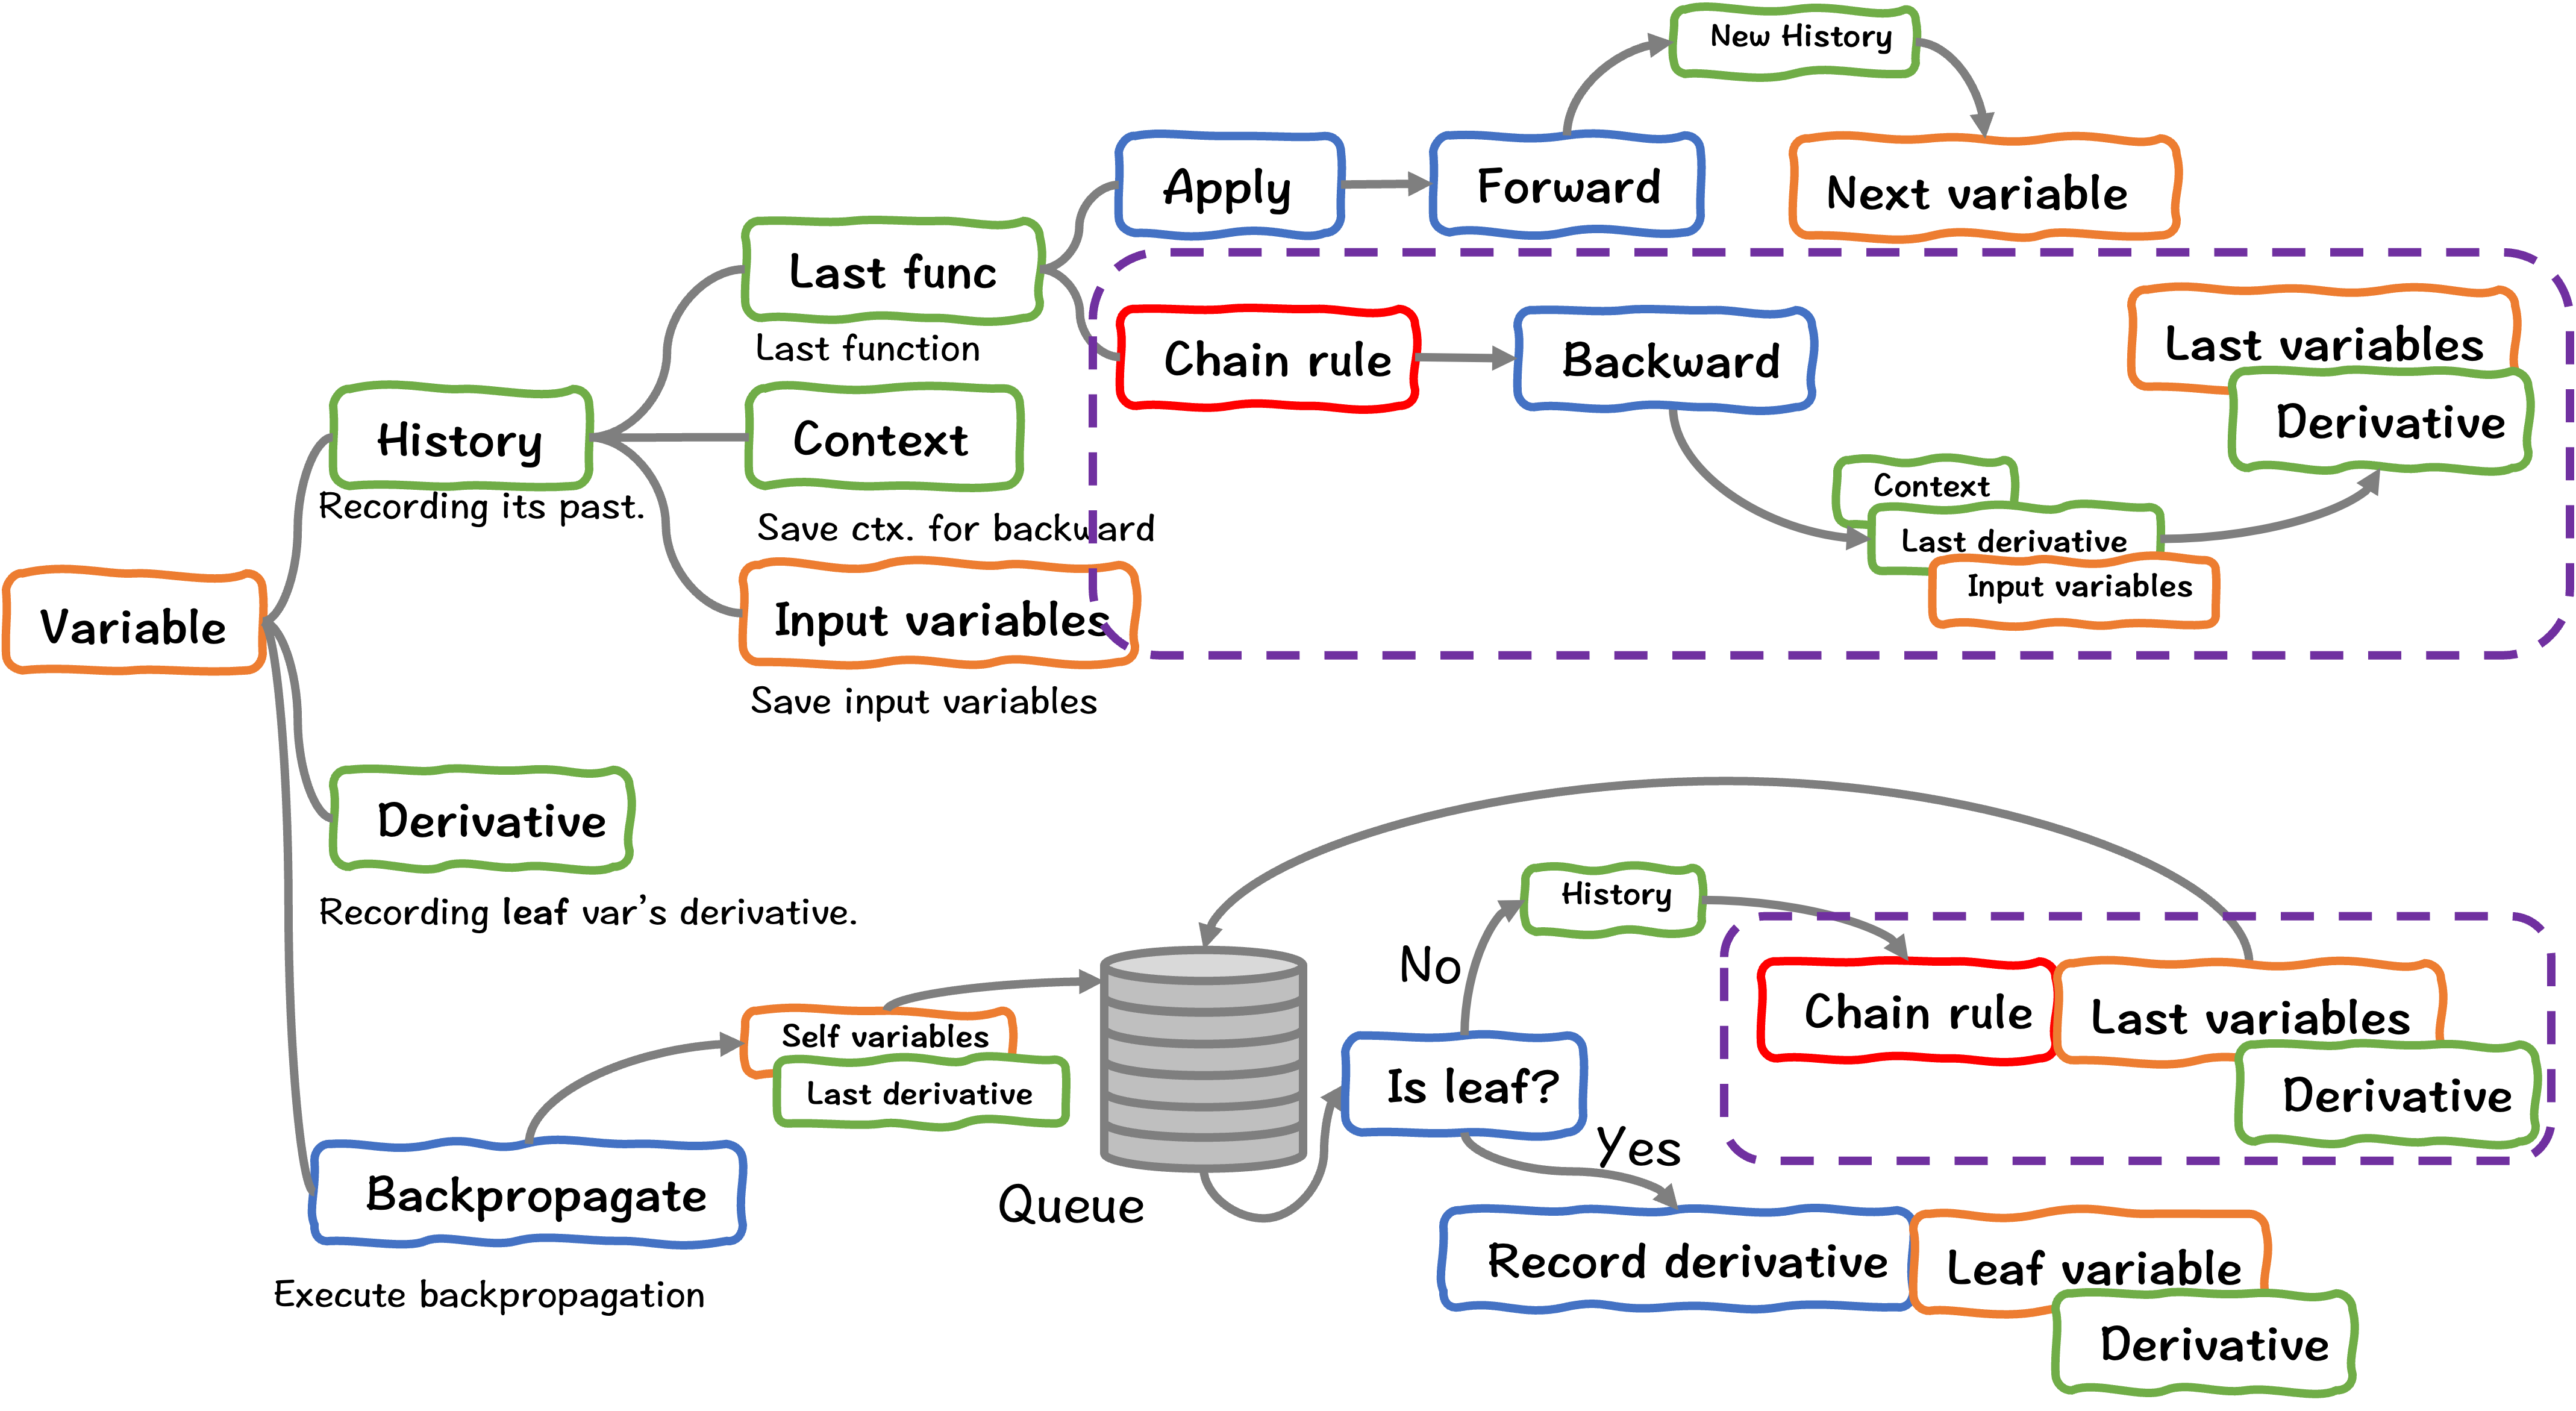 New History
Apply
Forward
Next variable
Last func
Last function
Chain rule
Backward
Last variables
Derivative
History
Recording its past.
Context
Save ctx. for backward
Context
Last derivative
Input variables
Variable
Input variables
Save input variables
Derivative
Recording leaf var's derivative.
History
No
Chain rule
Last variables
Derivative
Self variables
Last derivative
Is leaf?
Yes
Backpropagate
Queue
Execute backpropagation
Record derivative
Leaf variable
Derivative